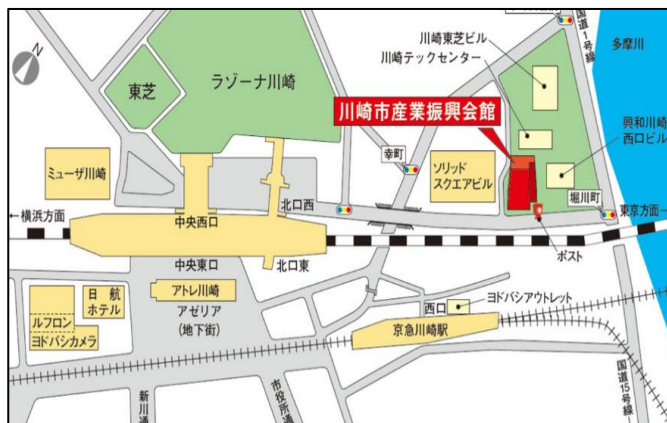 N
国道1号線
多摩川
川崎東芝ビル
川崎テックセンター
ラゾーナ川崎
東芝
川崎市産業振興会館
興和川崎
西口ビル
幸町
ミューザ川崎
ソリッド
スクエアビル
堀川町
北口西
←横浜方面
中央西口
東京方面→
ポスト
中央東口
北口東
日航
ホテル
アトレ川崎
アゼリア
(地下街)
西口
ヨドバシアウトレット
ルフロン
ヨドバシカメラ
京急川崎駅
新川通
市役所通
国道15号線